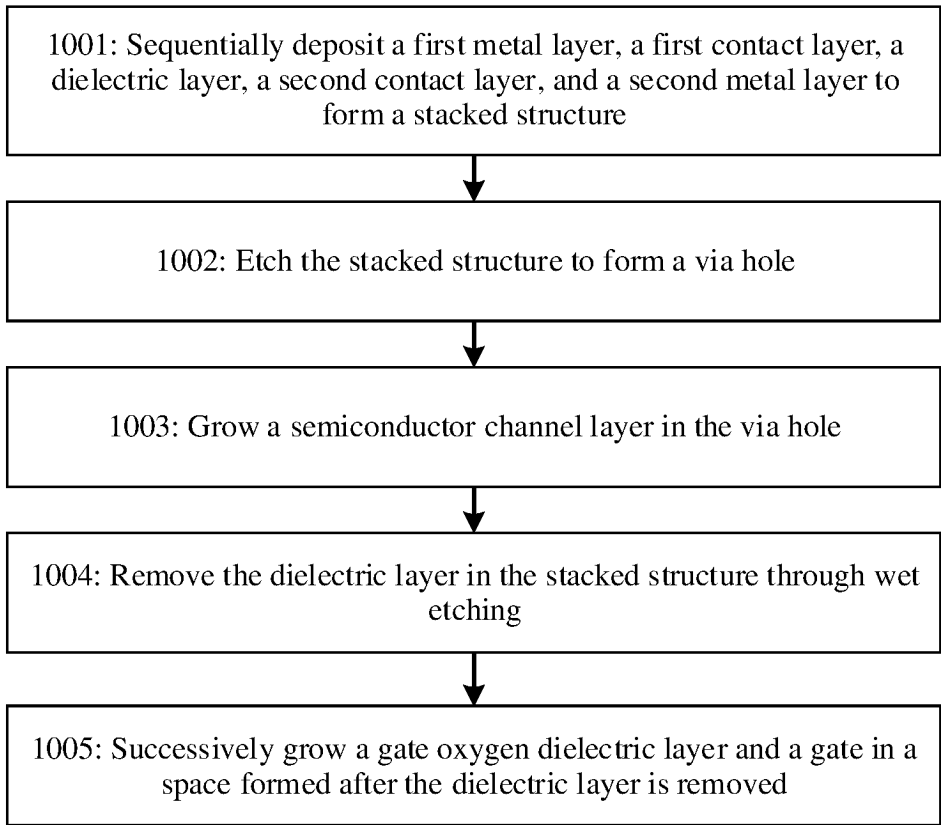 1001: Sequentially deposit a first metal layer, a first contact layer, a
dielectric layer, a second contact layer, and a second metal layer to
form a stacked structure
1002: Etch the stacked structure to form a via hole
1003: Grow a semiconductor channel layer in the via hole
1004: Remove the dielectric layer in the stacked structure through wet
etching
1005: Successively grow a gate oxygen dielectric layer and a gate in a
space formed after the dielectric layer is removed